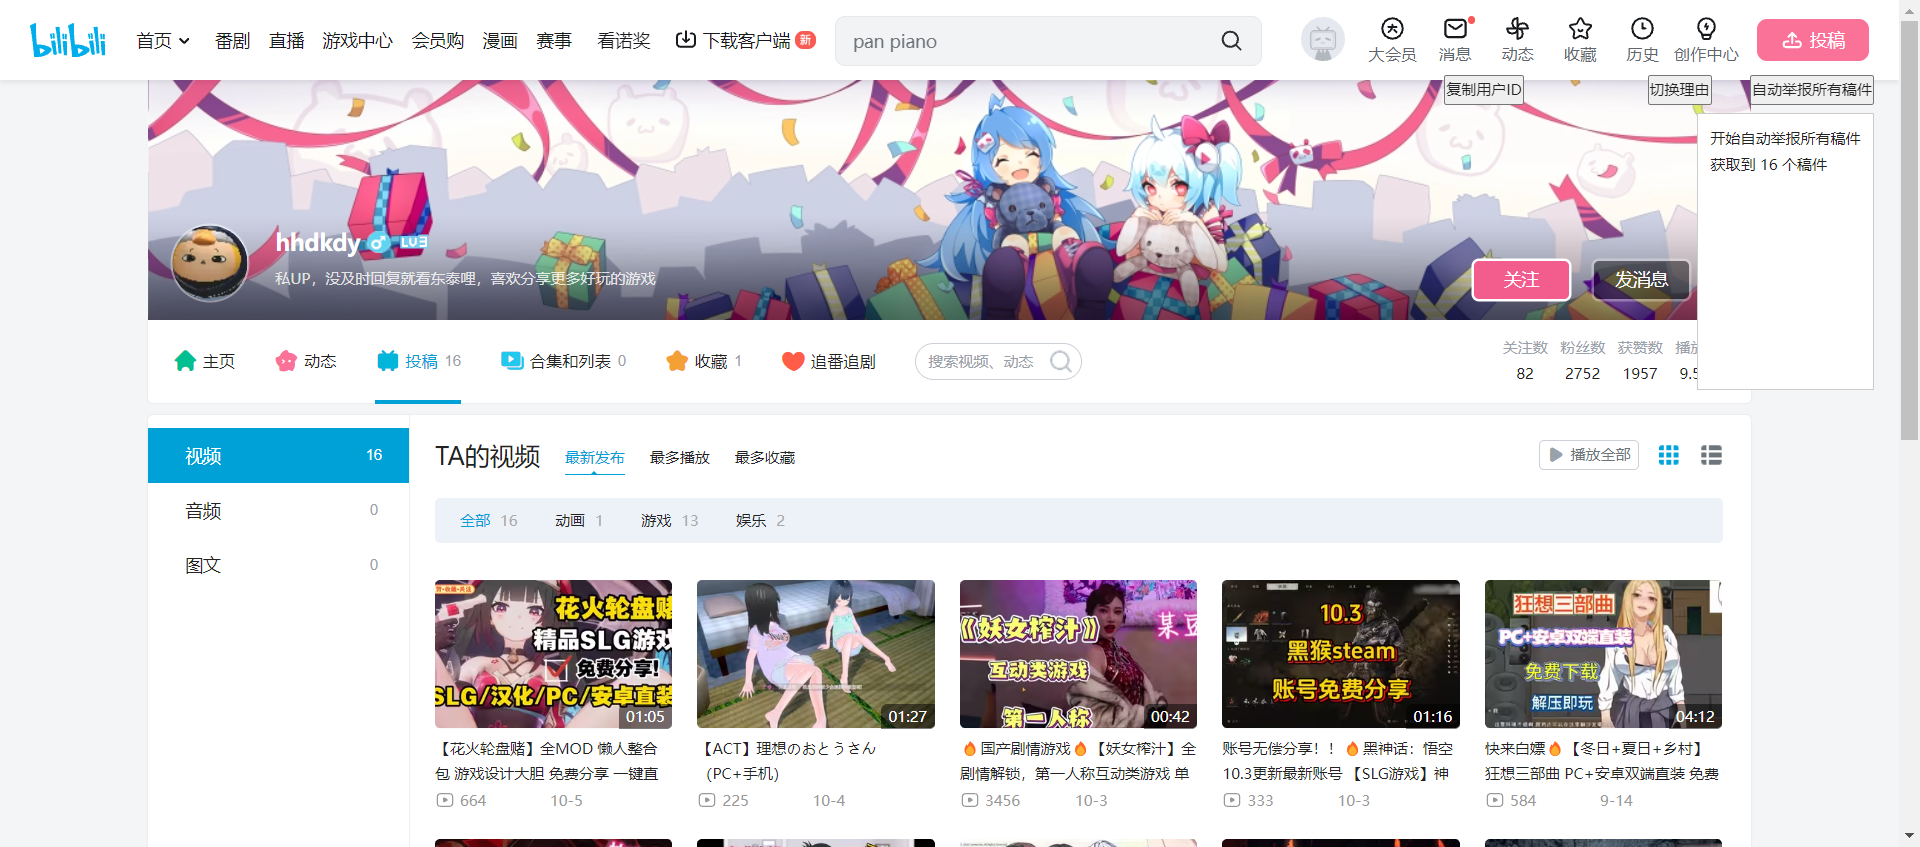 bilibili
首页
番剧
直播
游戏中心
会员购
漫画
赛事
看诺奖
下载客户端
新
pan piano
大会员
消息
动态
收藏
历史
创作中心
投稿
复制用户ID
切换理由
自动举报所有稿件
开始自动举报所有稿件
获取到 16 个稿件
hhdkdy
LV3
私UP，没及时回复就看东泰哩，喜欢分享更多好玩的游戏
关注
发消息
主页
动态
投稿 16
合集和列表 0
收藏 1
追番追剧
搜索视频、动态
关注数
粉丝数
获赞数
播放
82
2752
1957
9.5
视频 16
音频 0
图文 0
TA的视频
最新发布
最多播放
最多收藏
播放全部
全部 16
动画 1
游戏 13
娱乐 2
花火轮盘赌
精品SLG游戏
免费分享!
SLG/汉化/PC/安卓直装
01:05
【花火轮盘赌】全MOD 懒人整合
包 游戏设计大胆 免费分享 一键直
664
10-5
01:27
【ACT】理想のおとうさん
（PC+手机）
225
10-4
《妖女榨汁》
某豆
互动类游戏
第一人称
00:42
🔥国产剧情游戏🔥【妖女榨汁】全
剧情解锁，第一人称互动类游戏 单
3456
10-3
10.3
黑猴steam
账号免费分享
01:16
账号无偿分享！！🔥黑神话：悟空
10.3更新最新账号 【SLG游戏】神
333
10-3
狂想三部曲
PC+安卓双端直装
免费下载
解压即玩
04:12
快来白嫖🔥【冬日+夏日+乡村】
狂想三部曲 PC+安卓双端直装 免费
584
9-14